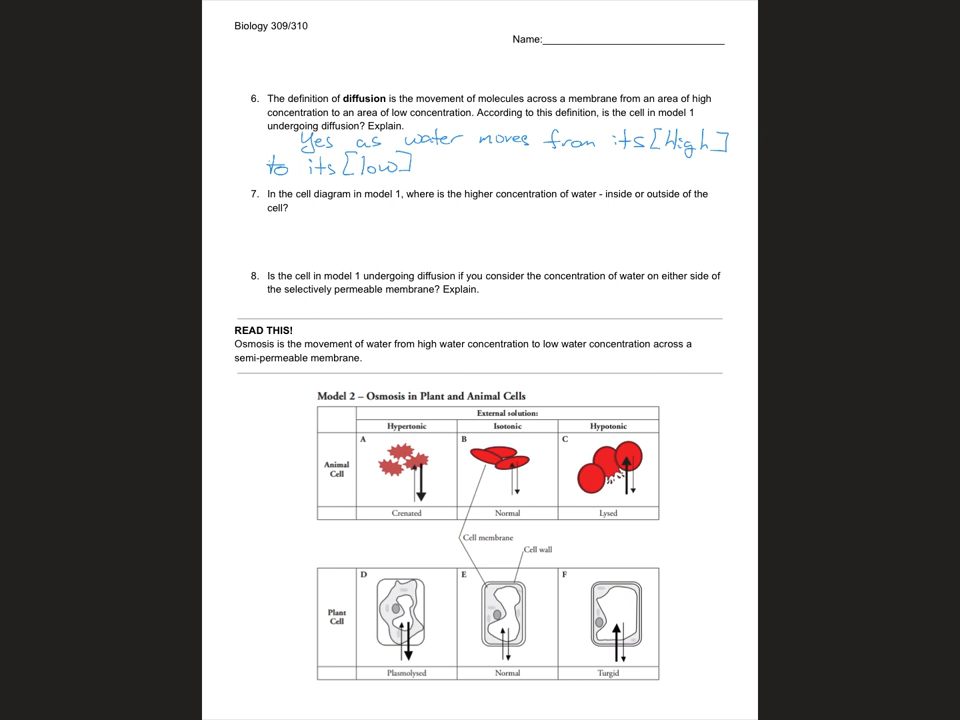 Biology 309/310
Name:
6. The definition of diffusion is the movement of molecules across a membrane from an area of high
concentration to an area of low concentration. According to this definition, is the cell in model 1
undergoing diffusion? Explain.
Yes as water moves from its [High]
to its [low]
7. In the cell diagram in model 1, where is the higher concentration of water - inside or outside of the
cell?
8. Is the cell in model 1 undergoing diffusion if you consider the concentration of water on either side of
the selectively permeable membrane? Explain.
READ THIS!
Osmosis is the movement of water from high water concentration to low water concentration across a
semi-permeable membrane.
Model 2 – Osmosis in Plant and Animal Cells
External solution:
Hypertonic Isotonic Hypotonic
A B C
Animal
Cell
Crenated Normal Lysed
Cell membrane
Cell wall
D E F
Plant
Cell
Plasmolysed Normal Turgid